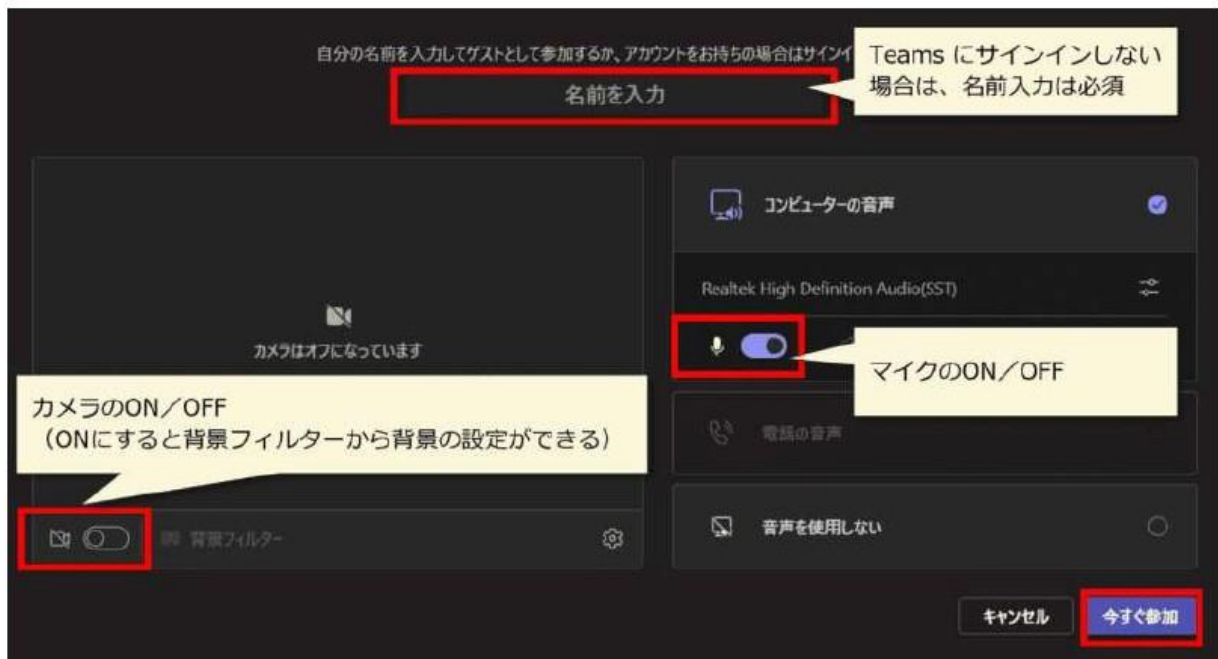 自分の名前を入力してゲストとして参加するか、アカウントをお持ちの場合はサインイ
Teams にサインインしない
場合は、名前入力は必須
名前を入力
コンピューターの音声
Realtek High Definition Audio(SST)
カメラはオフになっています
マイクのON/OFF
カメラのON/OFF
(ONにすると背景フィルターから背景の設定ができる)
電話の音声
背景フィルター
音声を使用しない
キャンセル
今すぐ参加